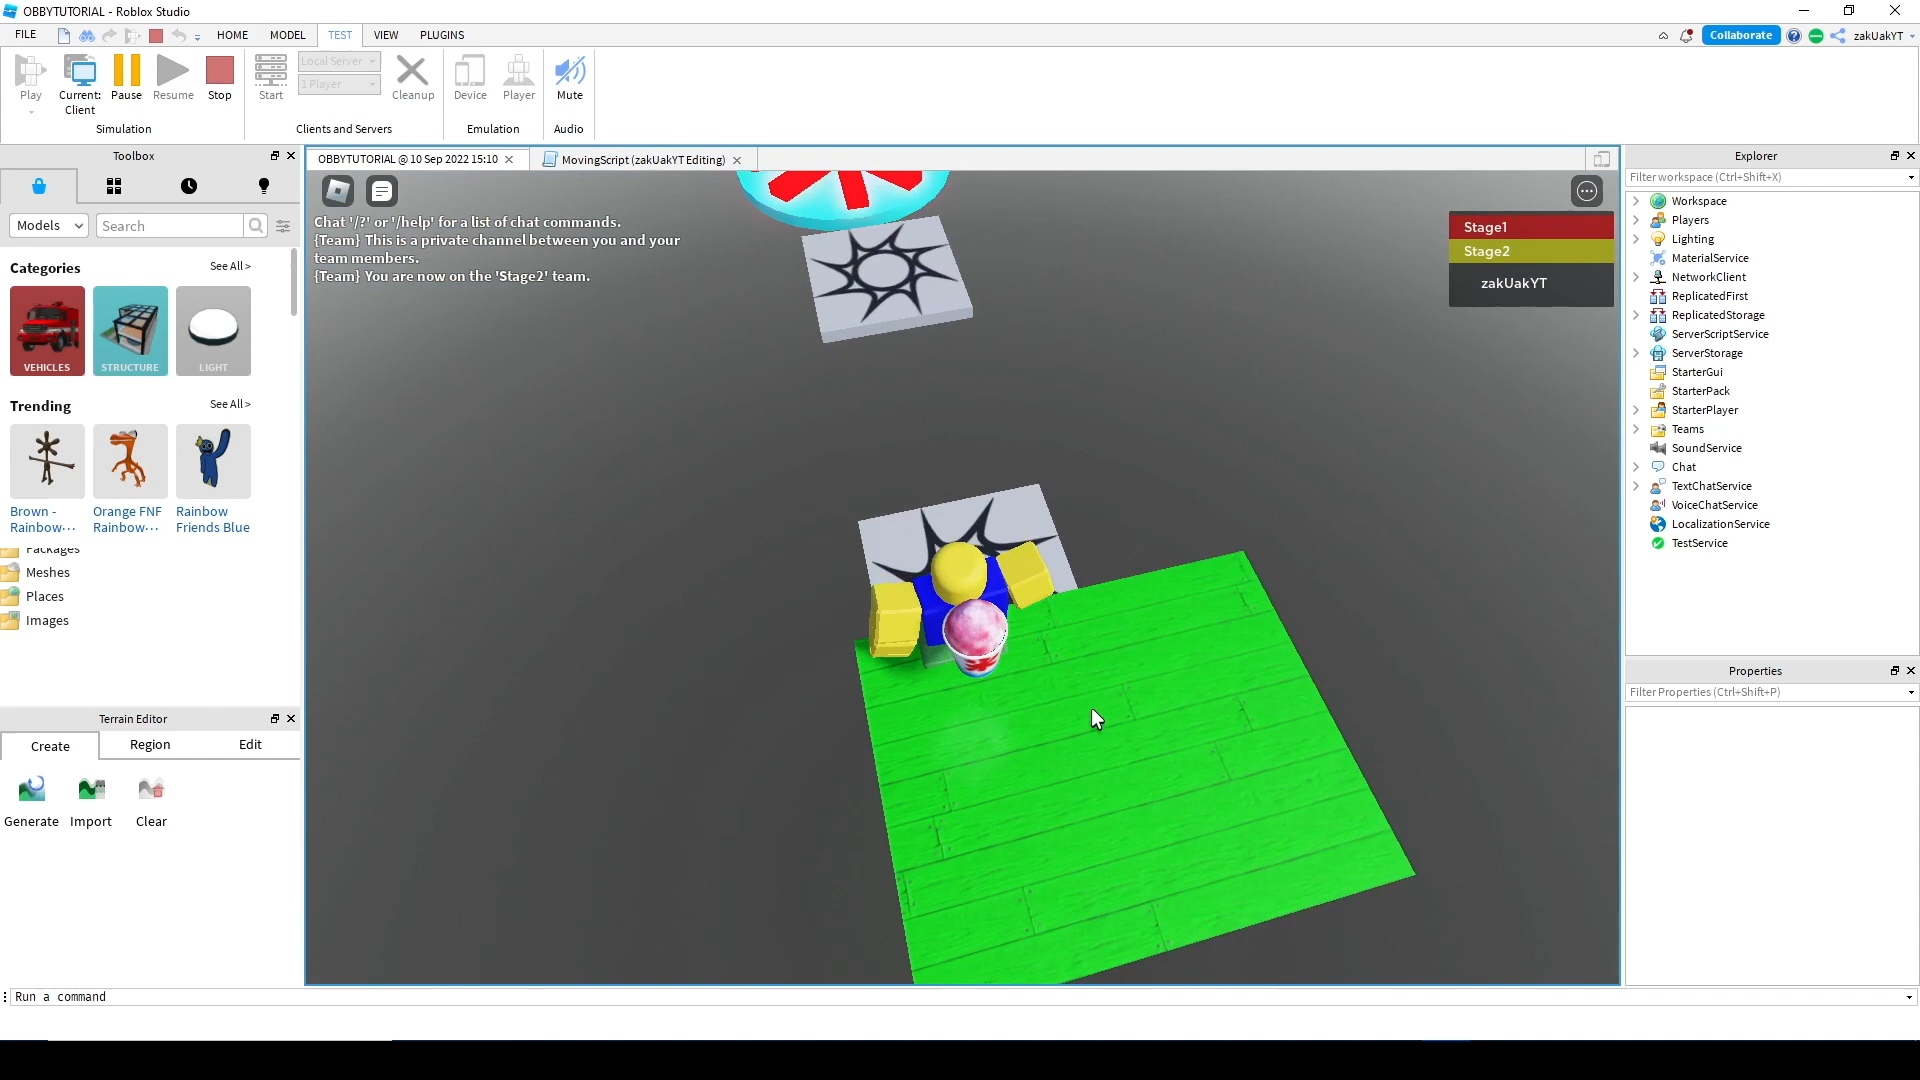 OBBYTUTORIAL - Roblox Studio
FILE HOME MODEL TEST VIEW PLUGINS Collaborate zakUakYT
Local Server
1 Player
Play Current: Client Pause Resume Stop Start Cleanup Device Player Mute
Simulation Clients and Servers Emulation Audio
Toolbox
OBBYTUTORIAL @ 10 Sep 2022 15:10
MovingScript (zakUakYT Editing)
Models
Search
Categories
See All >
VEHICLES
STRUCTURE
LIGHT
Trending
See All >
Brown - Rainbow...
Orange FNF Rainbow...
Rainbow Friends Blue
Packages
Meshes
Places
Images
Terrain Editor
Create Region Edit
Generate Import Clear
Chat '/?' or '/help' for a list of chat commands.
{Team} This is a private channel between you and your
team members.
{Team} You are now on the 'Stage2' team.
Stage1
Stage2
zakUakYT
Explorer
Filter workspace (Ctrl+Shift+X)
Workspace
Players
Lighting
MaterialService
NetworkClient
ReplicatedFirst
ReplicatedStorage
ServerScriptService
ServerStorage
StarterGui
StarterPack
StarterPlayer
Teams
SoundService
Chat
TextChatService
VoiceChatService
LocalizationService
TestService
Properties
Filter Properties (Ctrl+Shift+P)
Run a command